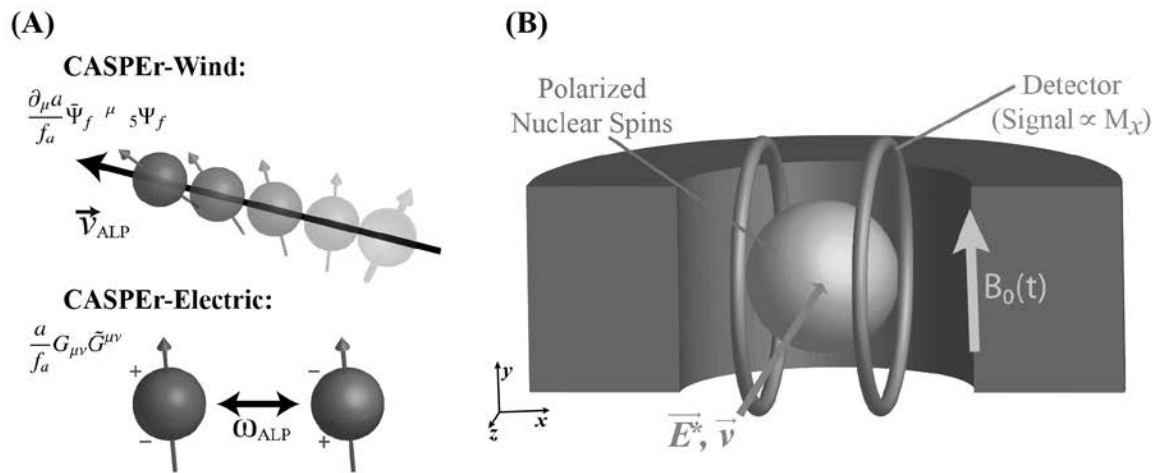 (A)
CASPEr-Wind:
∂μa/fa Ψ̄f μ 5Ψf
v⃗ALP
CASPEr-Electric:
a/fa GμνG̃μν
+
−
−
+
ωALP
(B)
Polarized
Nuclear Spins
Detector
(Signal ∝ Mx)
B₀(t)
y
x
z
E⃗*, v⃗